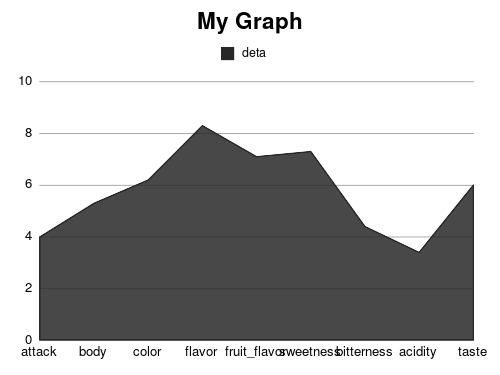 My Graph
deta
10
8
6
4
2
0
attack body color flavor fruit_flavor sweetness bitterness acidity taste